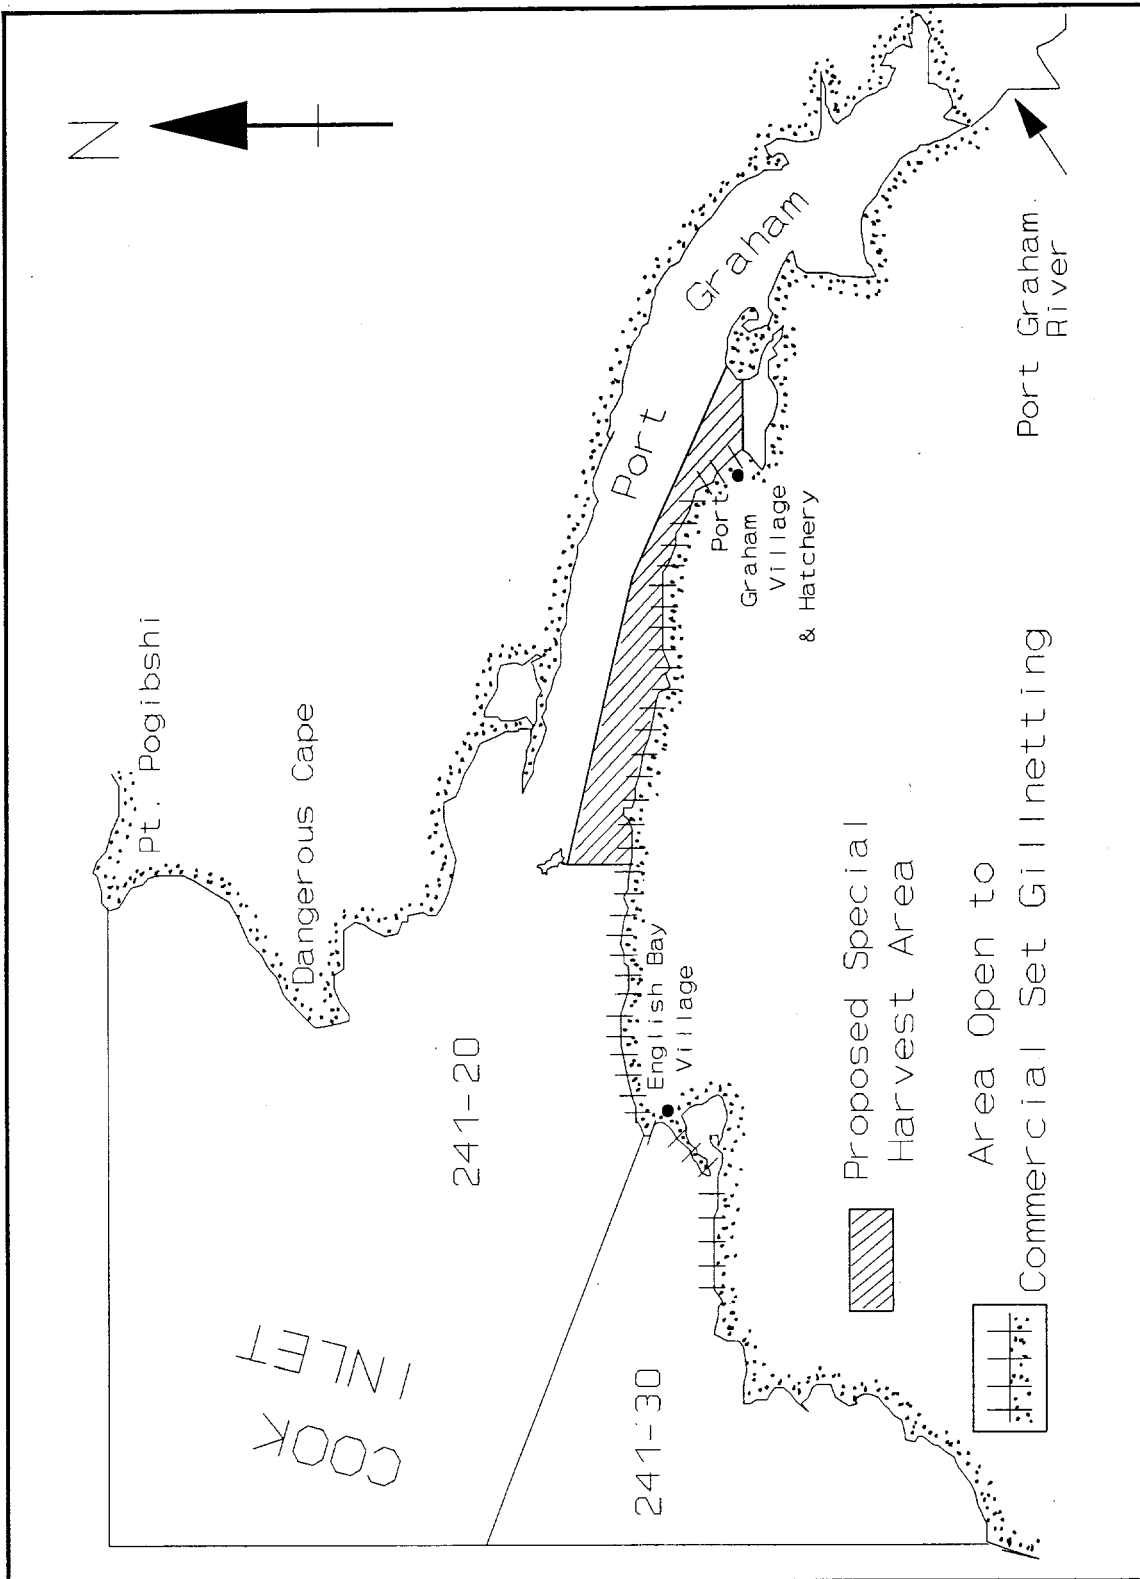 N
Pt. Pogibshi
Dangerous Cape
COOK
INLET
241-20
241-30
Port
Graham
English Bay
Village
Port
Graham
Village
& Hatchery
Port Graham
River
Proposed Special
Harvest Area
Area Open to
Commercial Set Gillnetting